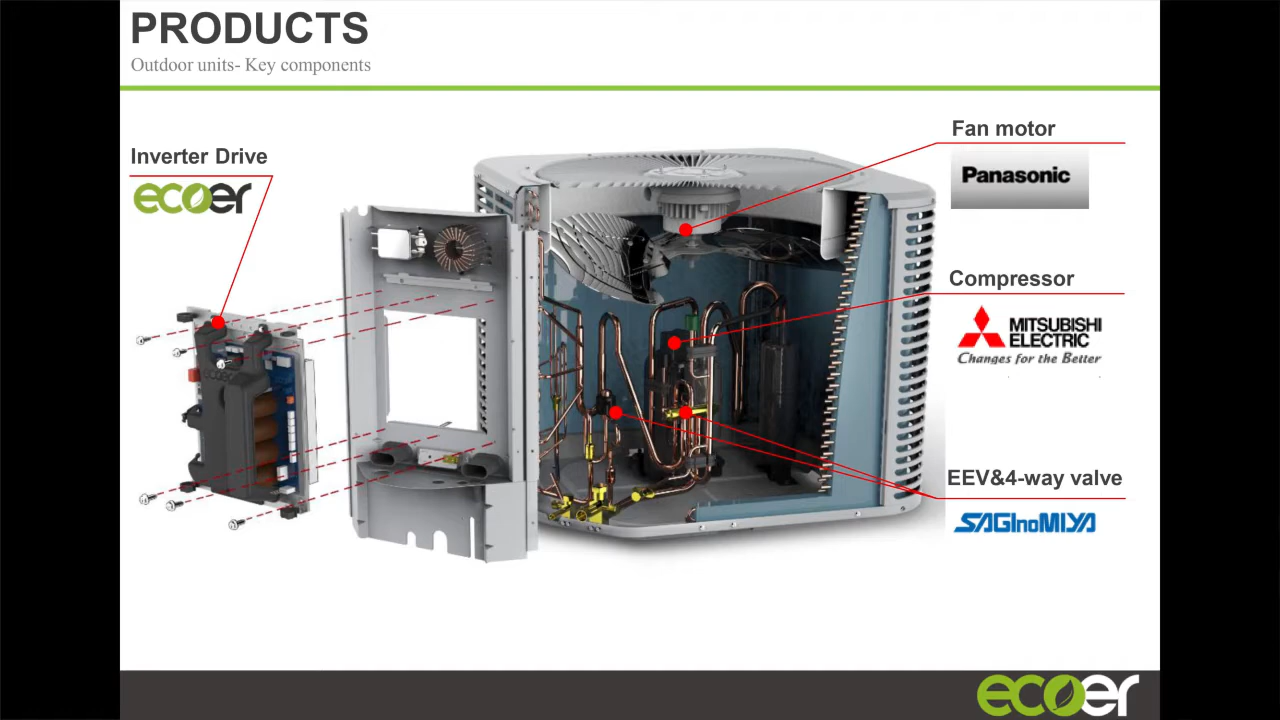 PRODUCTS
Outdoor units- Key components
Fan motor
Panasonic
Inverter Drive
ecoer
Compressor
MITSUBISHI
ELECTRIC
Changes for the Better
EEV&4-way valve
SAGInoMIYA
ecoer